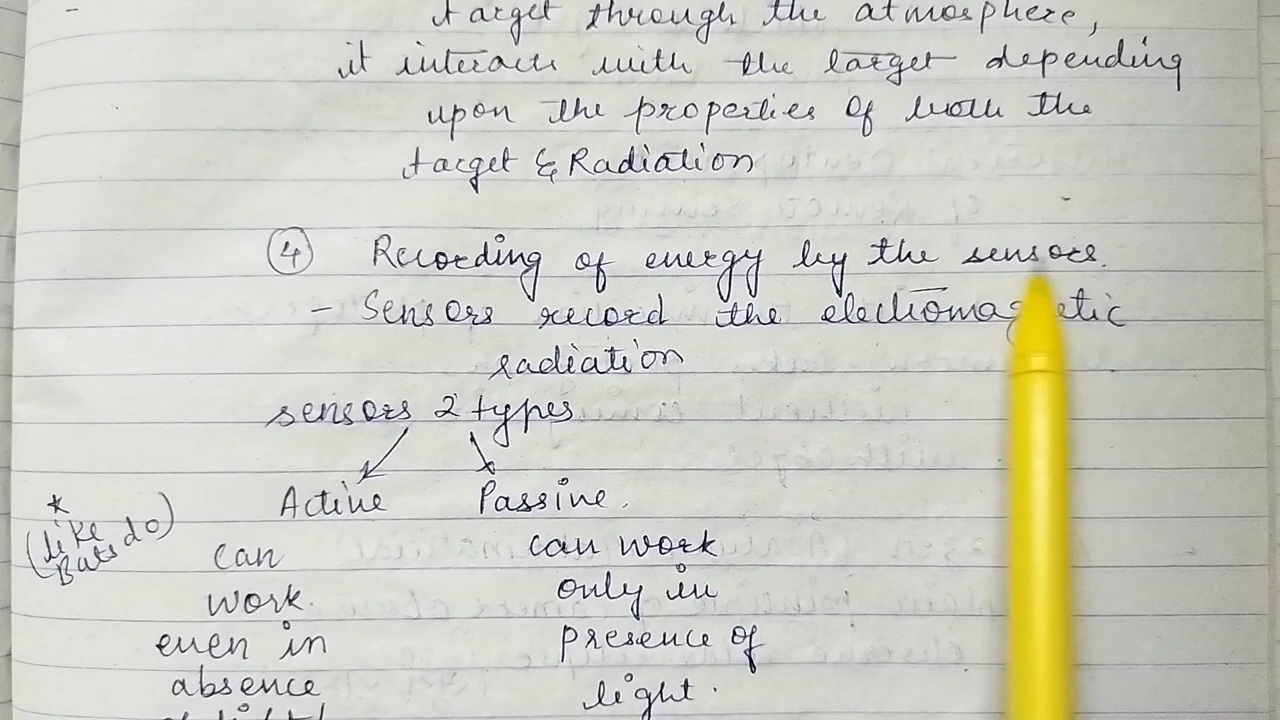 target through the atmosphere,
it interacts with the target depending
upon the properties of both the
target & Radiation
④ Recording of energy by the sensors.
- Sensors record the electromagnetic
radiation
sensors 2 types
Active
Passive.
*
(like
Bats do)
can
work.
even in
absence
of light
can work
only in
presence of
light.